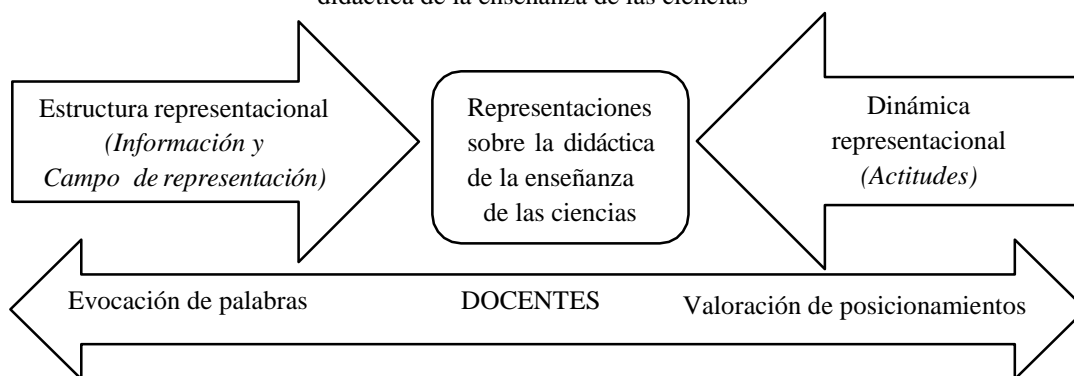 didáctica de la enseñanza de las ciencias
Estructura representacional
(Información y
Campo de representación)
Representaciones
sobre la didáctica
de la enseñanza
de las ciencias
Dinámica
representacional
(Actitudes)
Evocación de palabras
DOCENTES
Valoración de posicionamientos